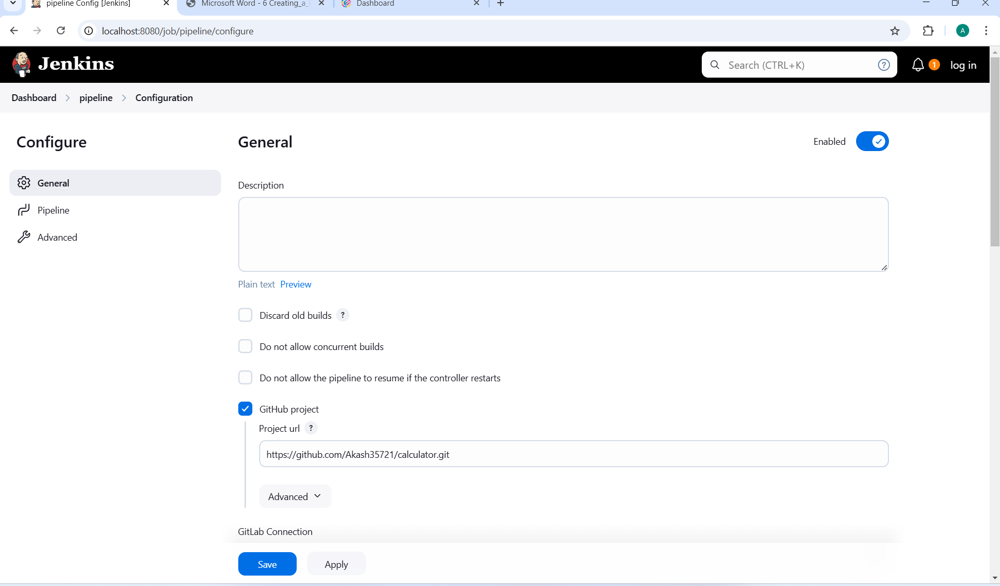 pipeline Config [Jenkins]
Microsoft Word - 6 Creating_a_
Dashboard
localhost:8080/job/pipeline/configure
A
Jenkins
Search (CTRL+K)
?
1
log in
Dashboard
pipeline
Configuration
Configure
General
Pipeline
Advanced
General
Enabled
Description
Plain text Preview
Discard old builds ?
Do not allow concurrent builds
Do not allow the pipeline to resume if the controller restarts
GitHub project
Project url ?
https://github.com/Akash35721/calculator.git
Advanced
GitLab Connection
Save
Apply